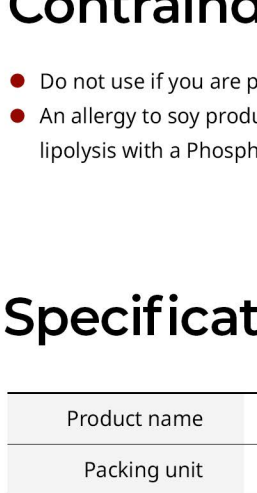 Contraind
Do not use if you are p
An allergy to soy produ
lipolysis with a Phosph
Specificat
Product name
Packing unit